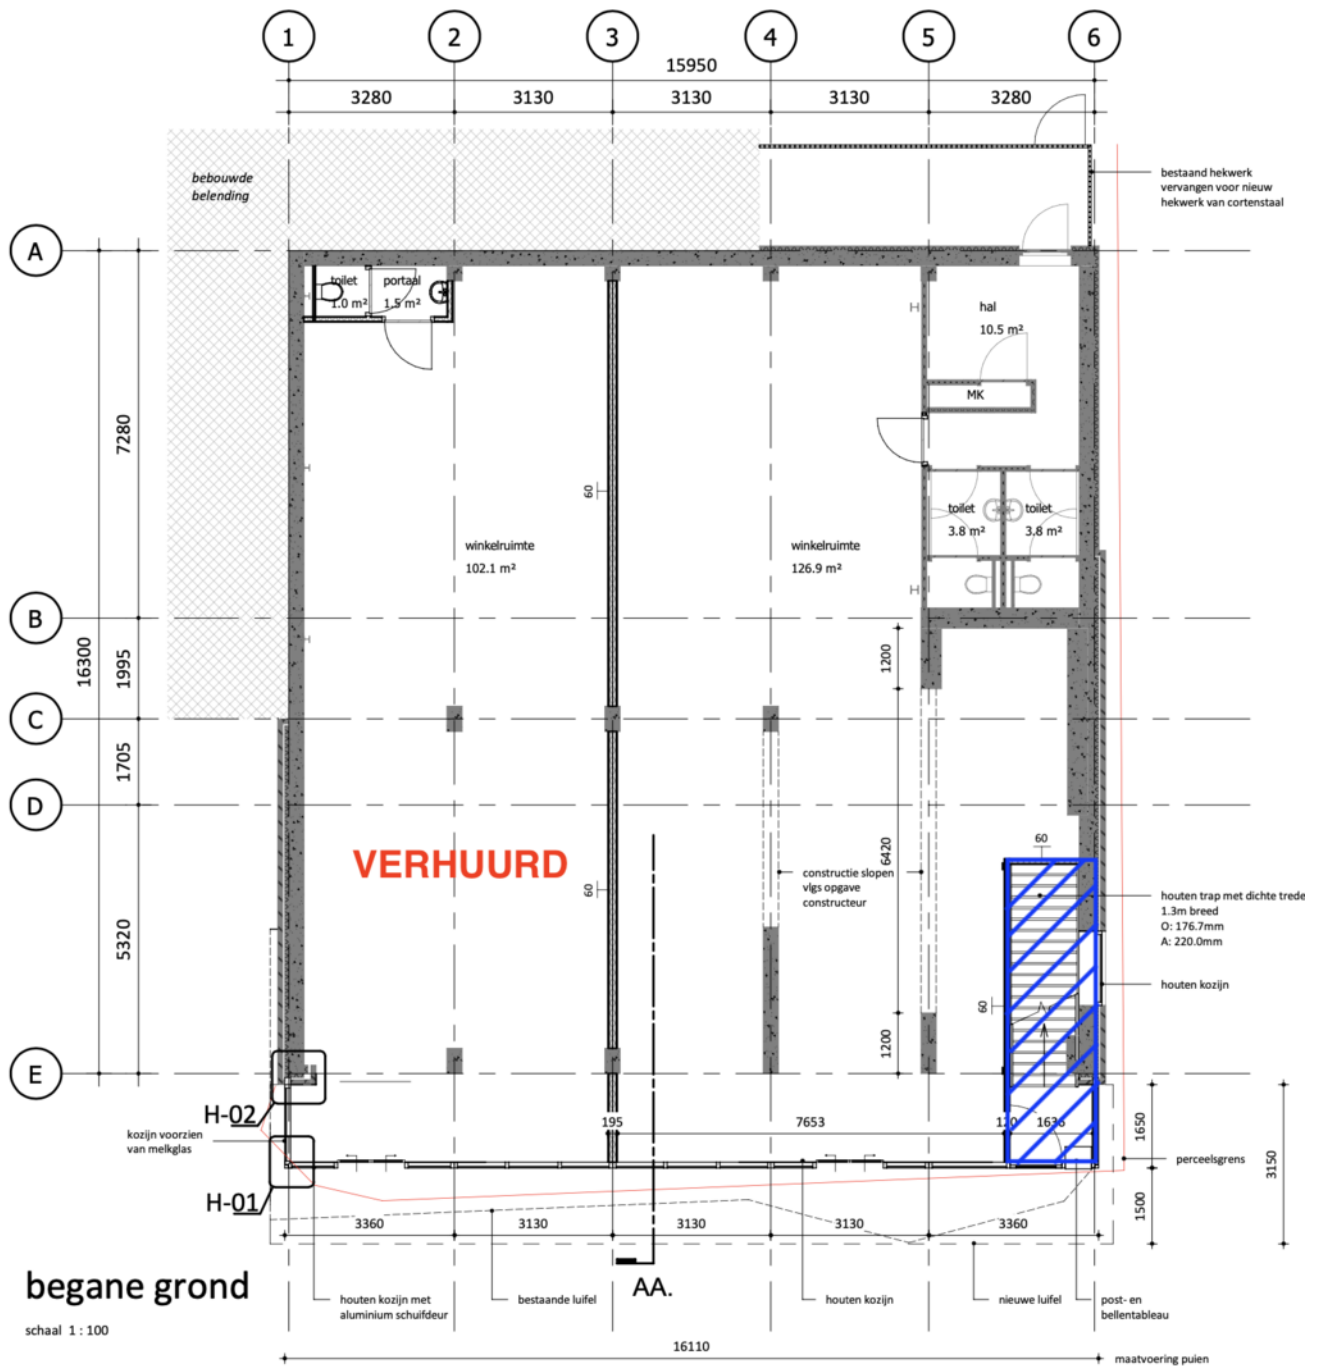 1 2 3 4 5 6
15950
3280 3130 3130 3130 3280
bebouwde
belending
bestaand hekwerk
vervangen voor nieuw
hekwerk van cortenstaal
A
toilet
1.0 m²
portaal
1.5 m²
hal
10.5 m²
MK
7280
60
toilet
3.8 m²
toilet
3.8 m²
winkelruimte
102.1 m²
winkelruimte
126.9 m²
B
16300
1995
1200
C
1705
D
VERHUURD
60
6420
60
constructie slopen
vlgs opgave
constructeur
houten trap met dichte trede
1.3m breed
O: 176.7mm
A: 220.0mm
5320
houten kozijn
60
1200
E
H-02
kozijn voorzien
van melkglas
195 7653 120 1636
1650
perceelsgrens
3150
H-01
1500
3360 3130 3130 3130 3360
begane grond
schaal 1 : 100
houten kozijn met
aluminium schuifdeur
bestaande luifel
AA.
houten kozijn
nieuwe luifel
post- en
bellentableau
16110
maatvoering puien